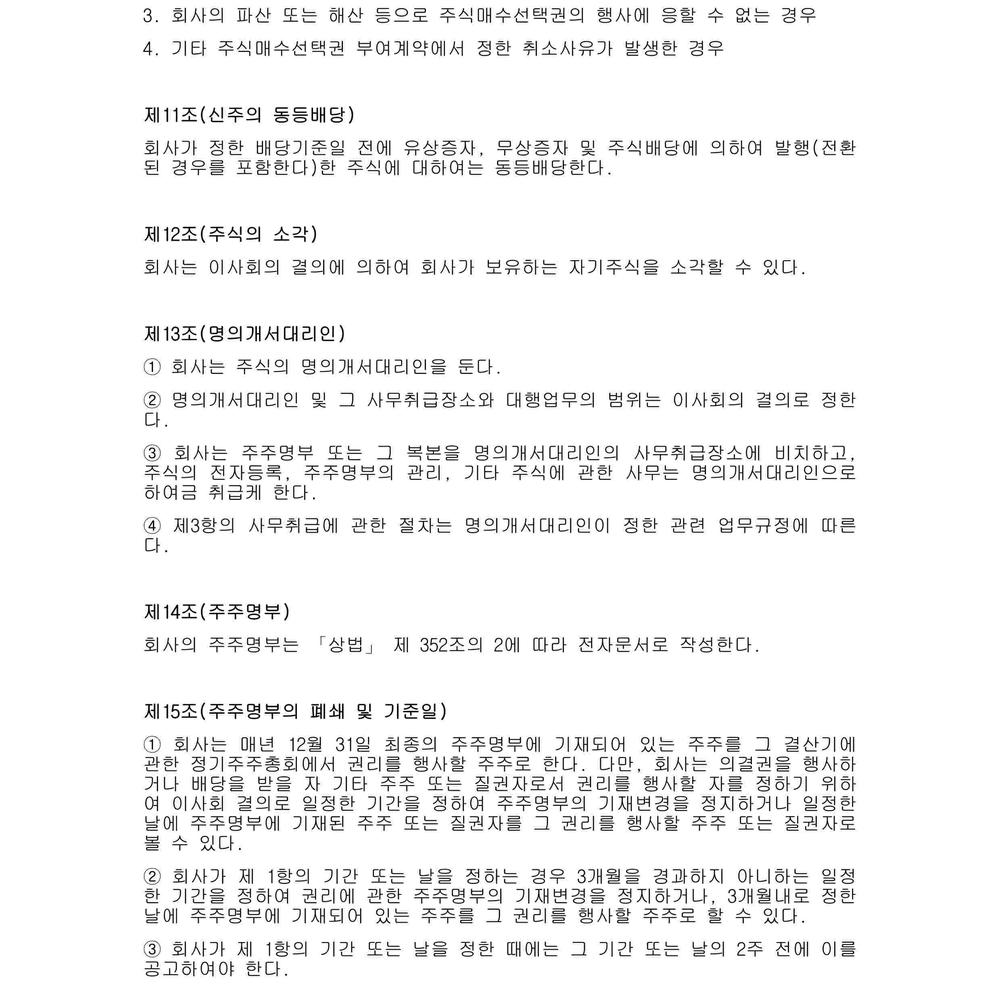 3. 회사의 파산 또는 해산 등으로 주식매수선택권의 행사에 응할 수 없는 경우
4. 기타 주식매수선택권 부여계약에서 정한 취소사유가 발생한 경우
제11조(신주의 동등배당)
회사가 정한 배당기준일 전에 유상증자, 무상증자 및 주식배당에 의하여 발행(전환
된 경우를 포함한다)한 주식에 대하여는 동등배당한다.
제12조(주식의 소각)
회사는 이사회의 결의에 의하여 회사가 보유하는 자기주식을 소각할 수 있다.
제13조(명의개서대리인)
① 회사는 주식의 명의개서대리인을 둔다.
② 명의개서대리인 및 그 사무취급장소와 대행업무의 범위는 이사회의 결의로 정한
다.
③ 회사는 주주명부 또는 그 복본을 명의개서대리인의 사무취급장소에 비치하고,
주식의 전자등록, 주주명부의 관리, 기타 주식에 관한 사무는 명의개서대리인으로
하여금 취급케 한다.
④ 제3항의 사무취급에 관한 절차는 명의개서대리인이 정한 관련 업무규정에 따른
다.
제14조(주주명부)
회사의 주주명부는 「상법」 제 352조의 2에 따라 전자문서로 작성한다.
제15조(주주명부의 폐쇄 및 기준일)
① 회사는 매년 12월 31일 최종의 주주명부에 기재되어 있는 주주를 그 결산기에
관한 정기주주총회에서 권리를 행사할 주주로 한다. 다만, 회사는 의결권을 행사하
거나 배당을 받을 자 기타 주주 또는 질권자로서 권리를 행사할 자를 정하기 위하
여 이사회 결의로 일정한 기간을 정하여 주주명부의 기재변경을 정지하거나 일정한
날에 주주명부에 기재된 주주 또는 질권자를 그 권리를 행사할 주주 또는 질권자로
볼 수 있다.
② 회사가 제 1항의 기간 또는 날을 정하는 경우 3개월을 경과하지 아니하는 일정
한 기간을 정하여 권리에 관한 주주명부의 기재변경을 정지하거나, 3개월내로 정한
날에 주주명부에 기재되어 있는 주주를 그 권리를 행사할 주주로 할 수 있다.
③ 회사가 제 1항의 기간 또는 날을 정한 때에는 그 기간 또는 날의 2주 전에 이를
공고하여야 한다.